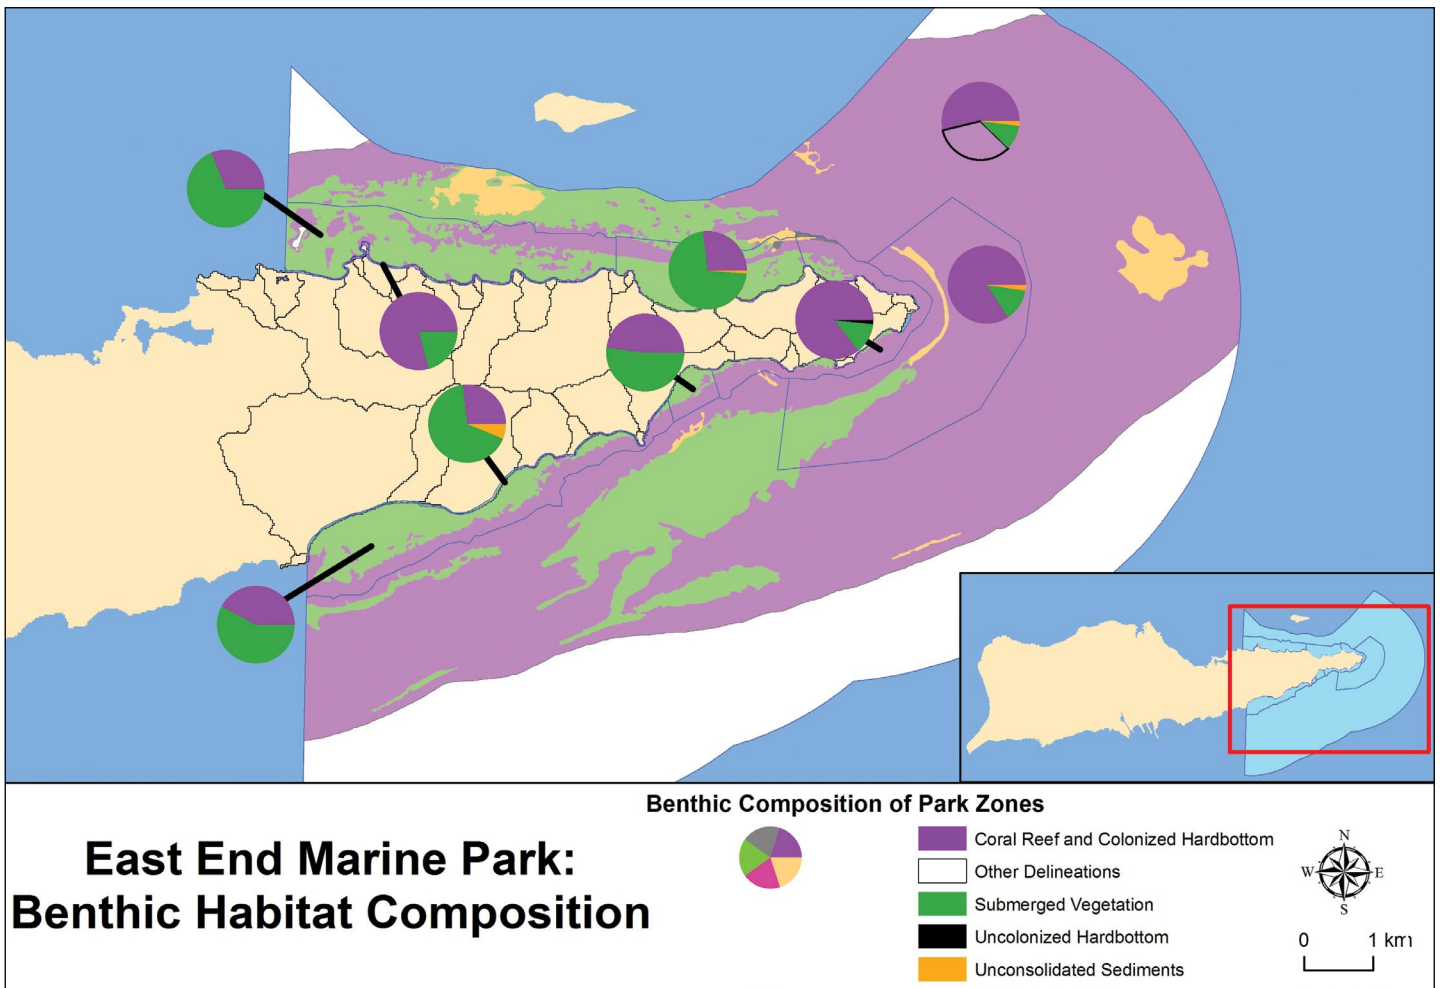 East End Marine Park:
Benthic Habitat Composition
Benthic Composition of Park Zones
Coral Reef and Colonized Hardbottom
Other Delineations
Submerged Vegetation
Uncolonized Hardbottom
Unconsolidated Sediments
N
W E
S
0 1 km